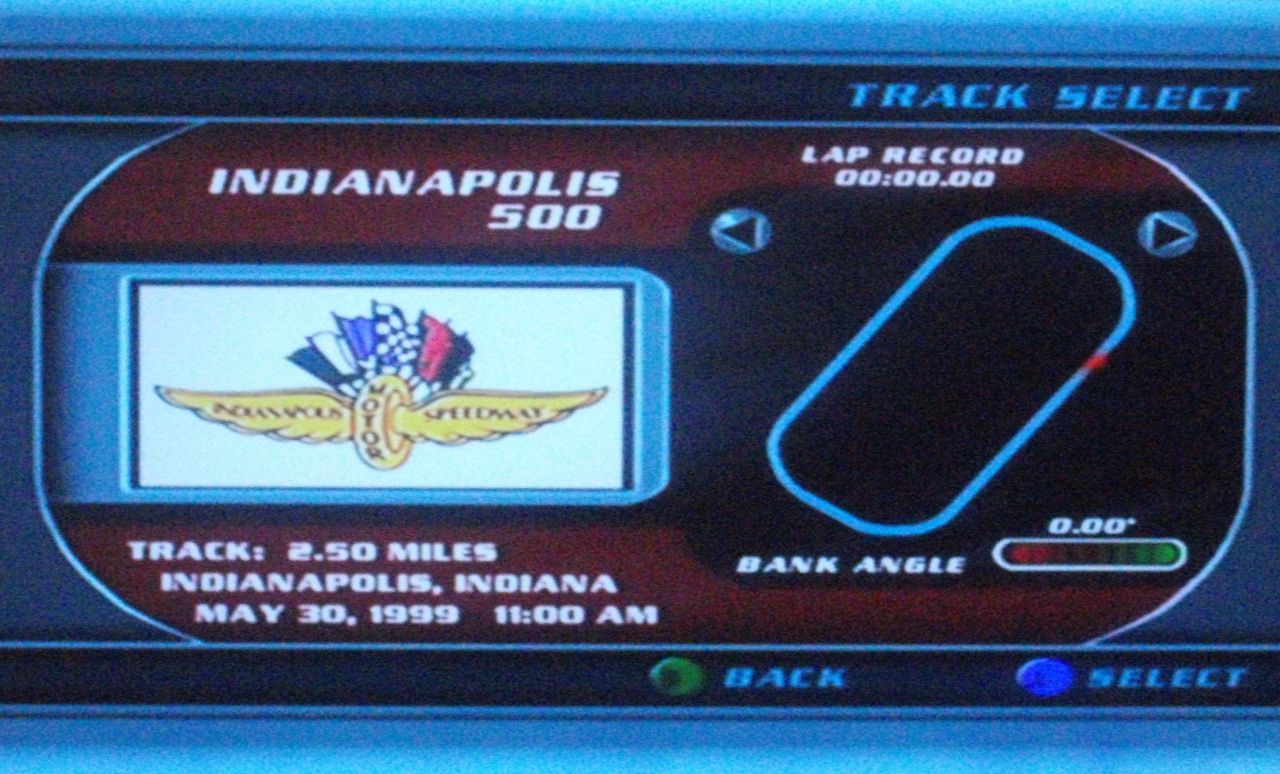 TRACK SELECT
INDIANAPOLIS
500
LAP RECORD
00:00.00
INDIANAPOLIS MOTOR SPEEDWAY
0.00°
BANK ANGLE
TRACK: 2.50 MILES
INDIANAPOLIS, INDIANA
MAY 30, 1999 11:00 AM
BACK
SELECT